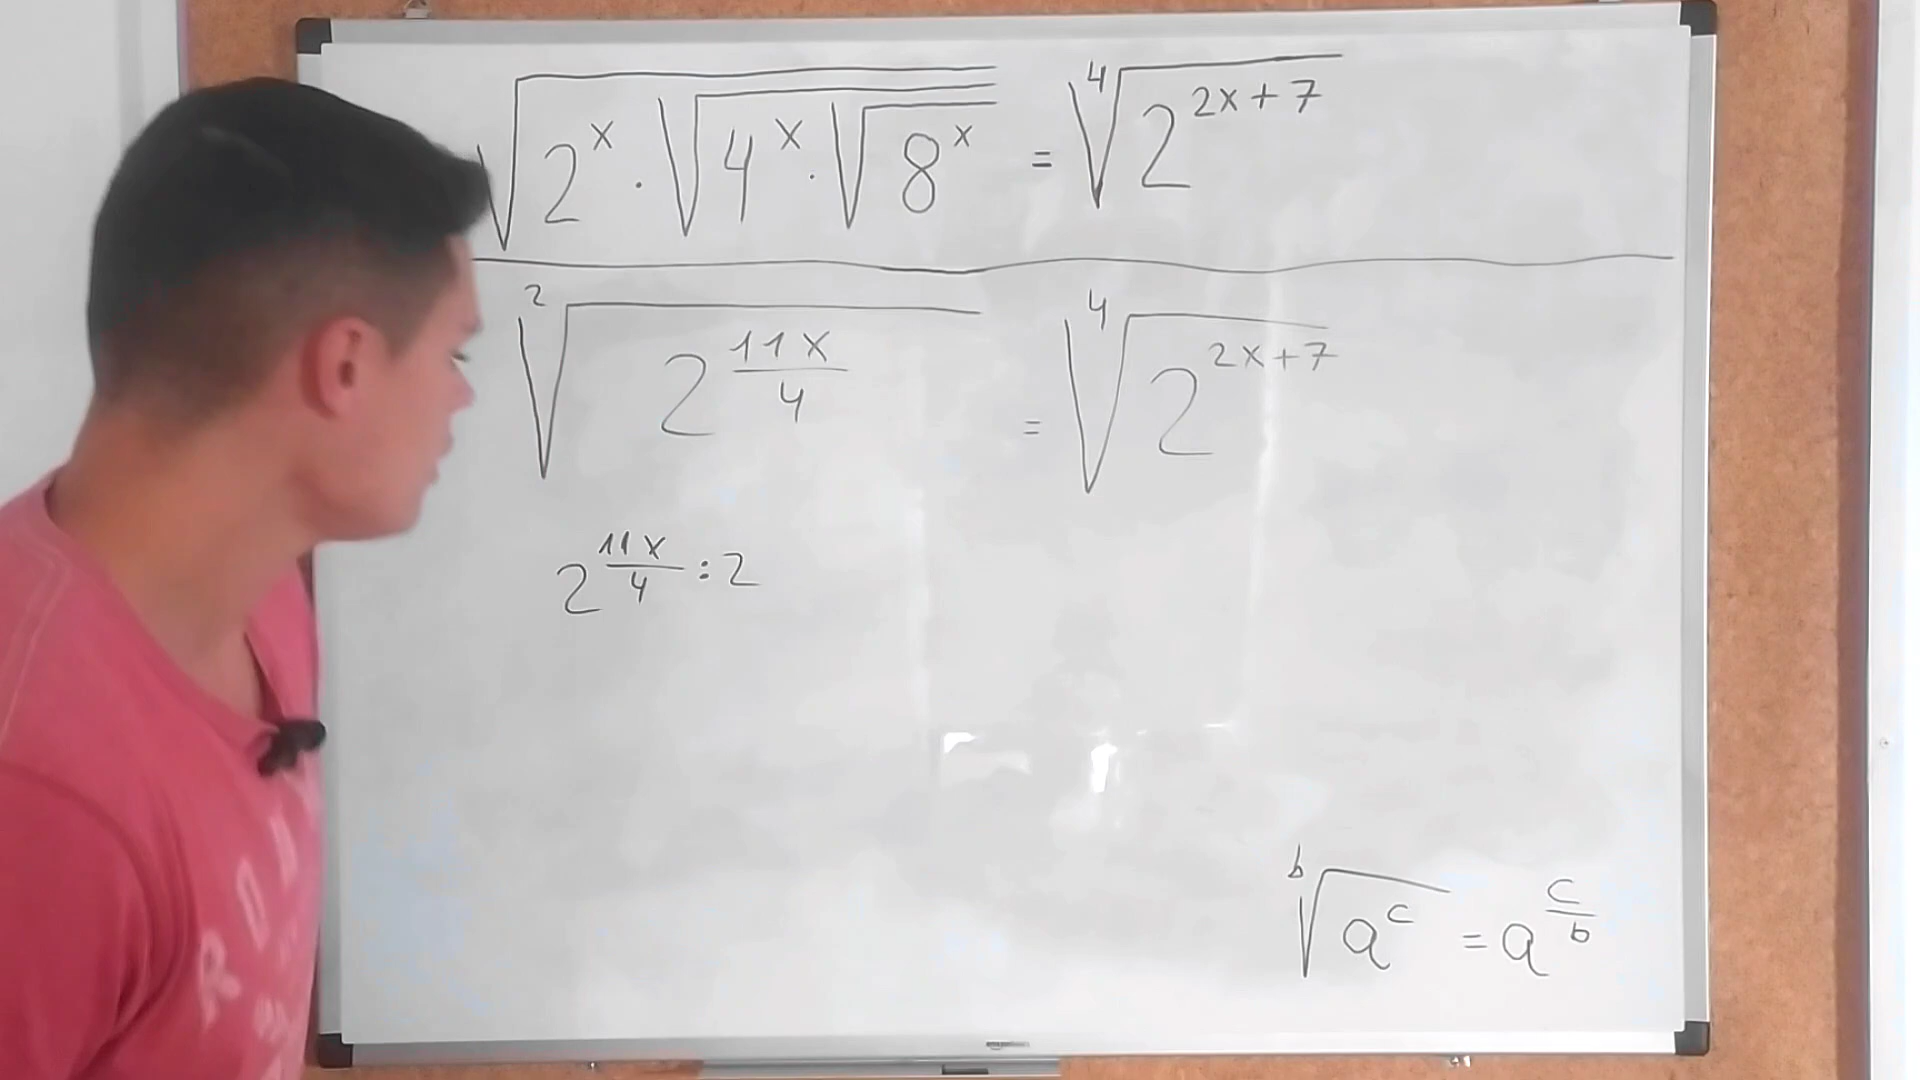 √(2^x · √(4^x · √(8^x))) = ⁴√(2^(2x+7))
²√(2^(11x/4)) = ⁴√(2^(2x+7))
2^(11x/4 : 2)
ᵇ√(a^c) = a^(c/b)